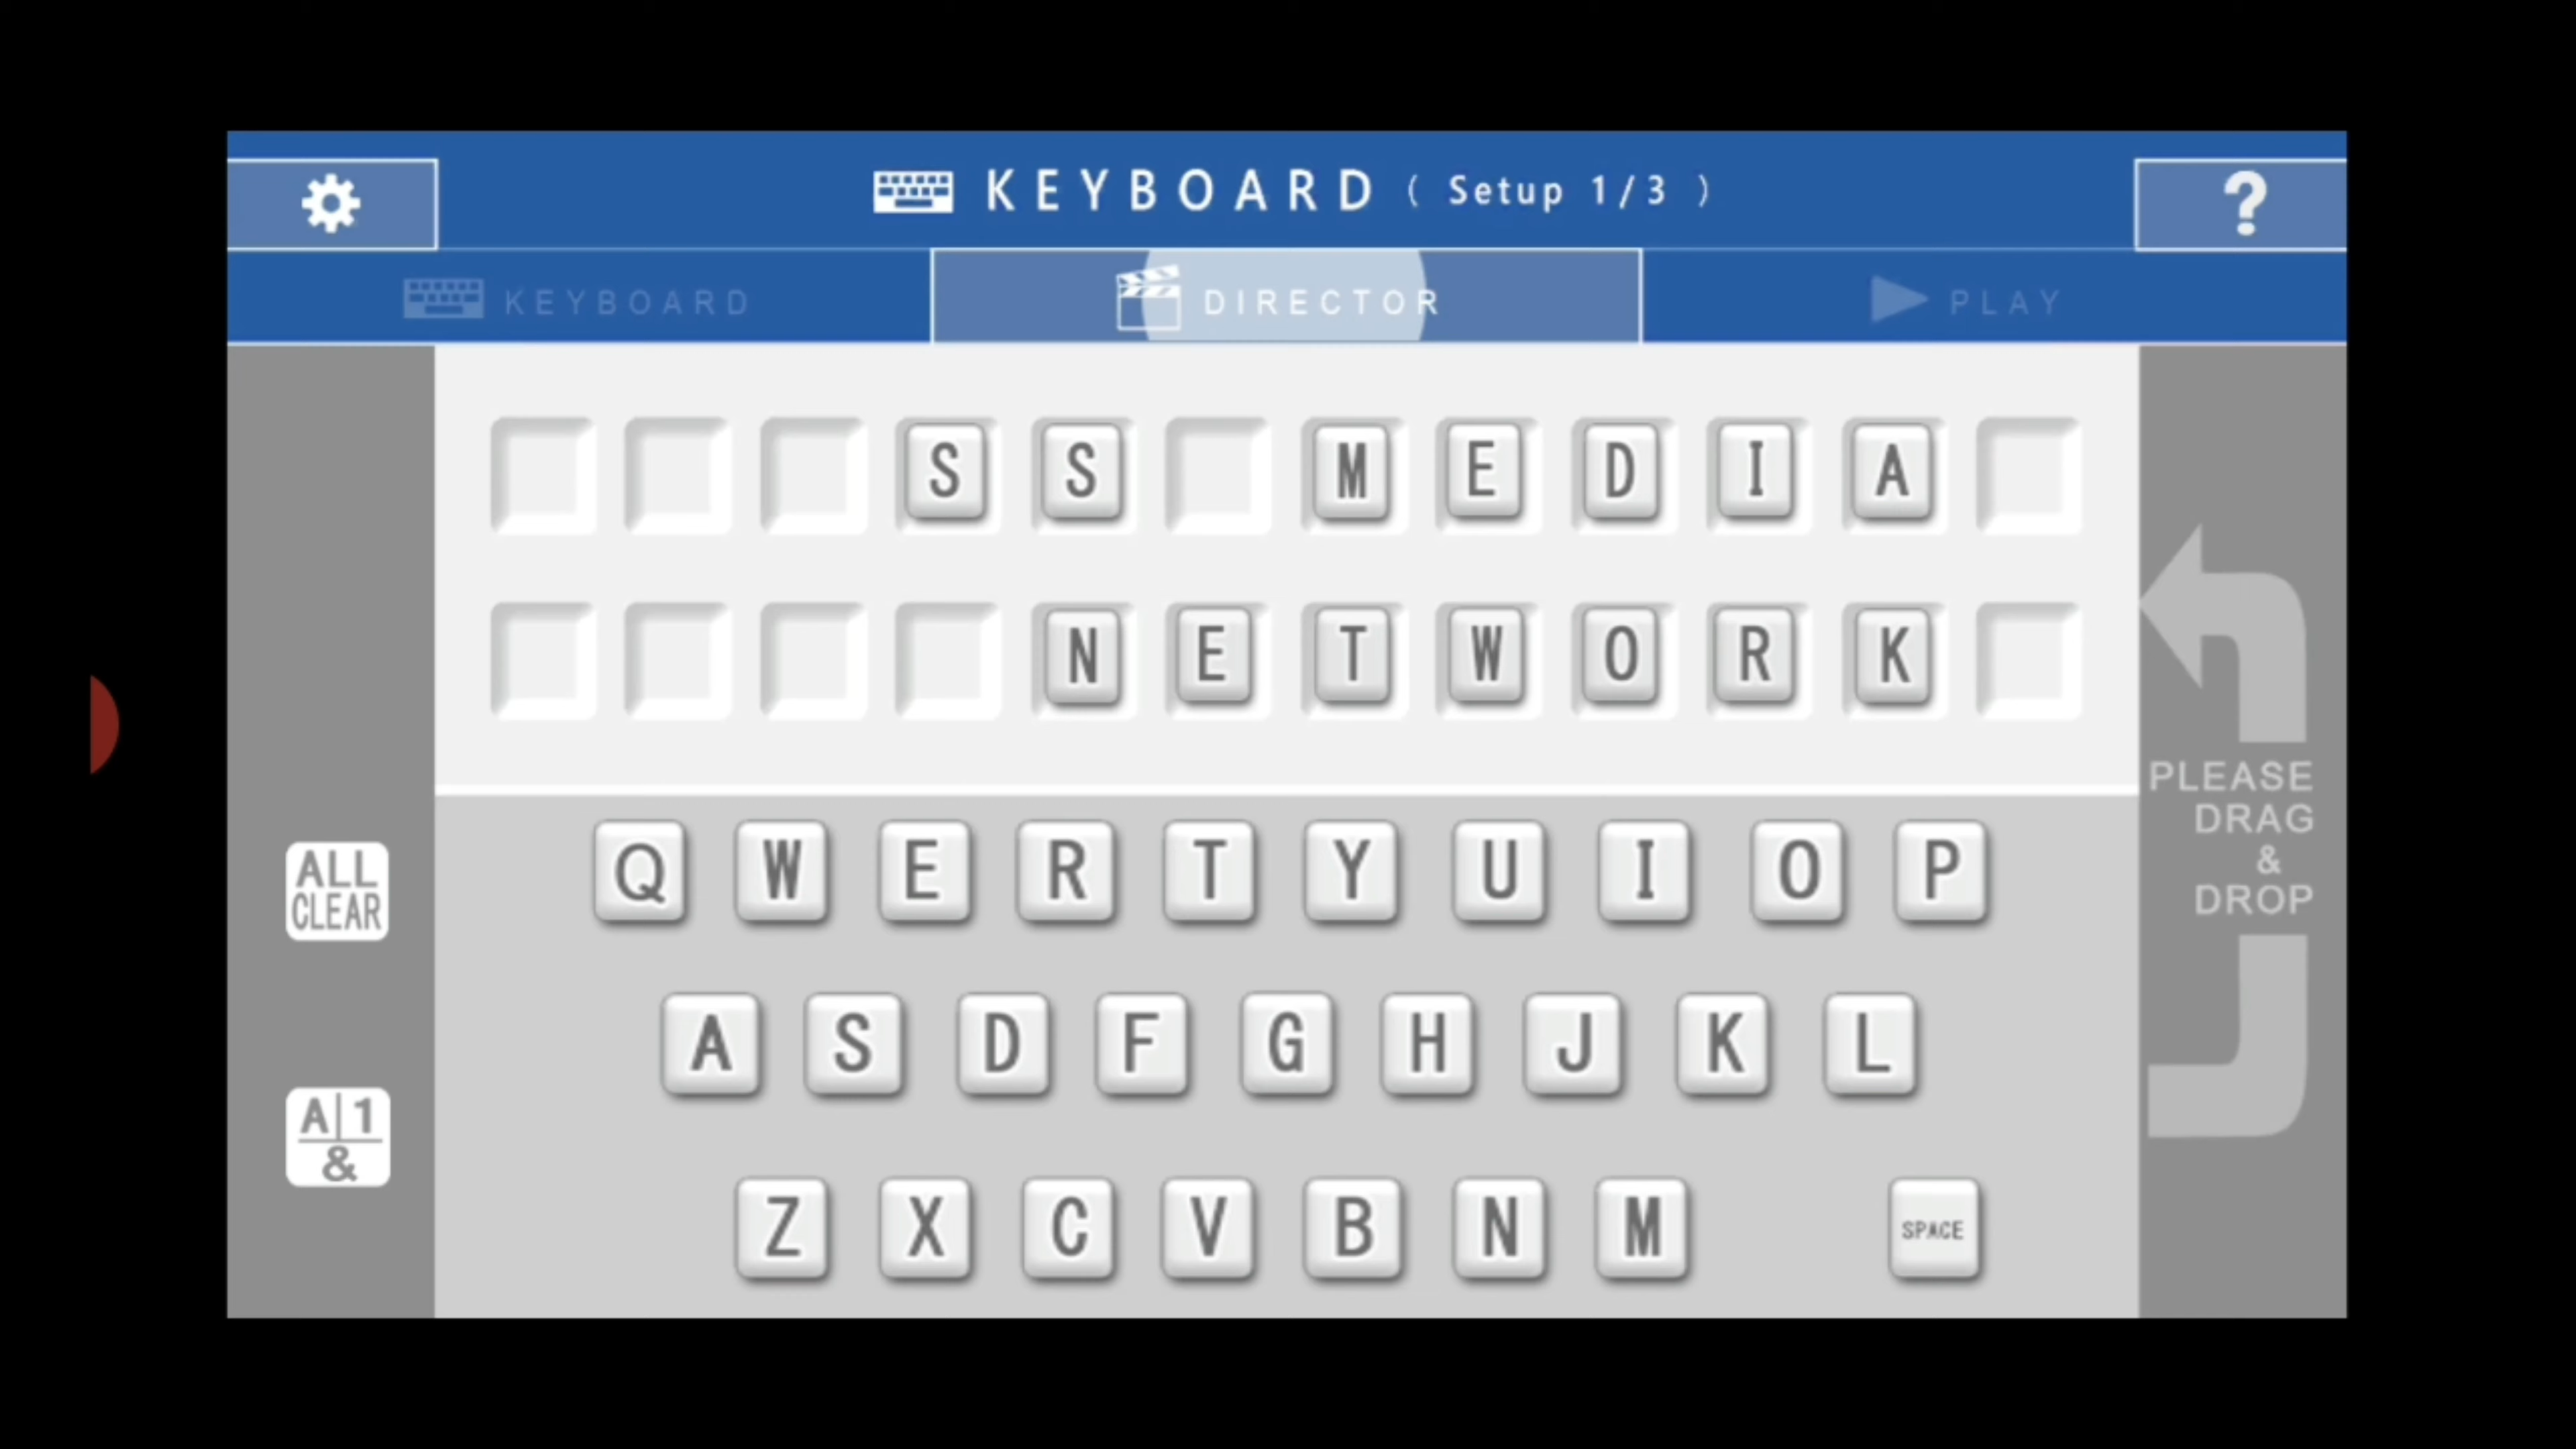 KEYBOARD ( Setup 1/3 )
?
KEYBOARD
DIRECTOR
PLAY
S S M E D I A
N E T W O R K
PLEASE
DRAG
&
DROP
ALL
CLEAR
A|1
&
Q W E R T Y U I O P
A S D F G H J K L
Z X C V B N M SPACE